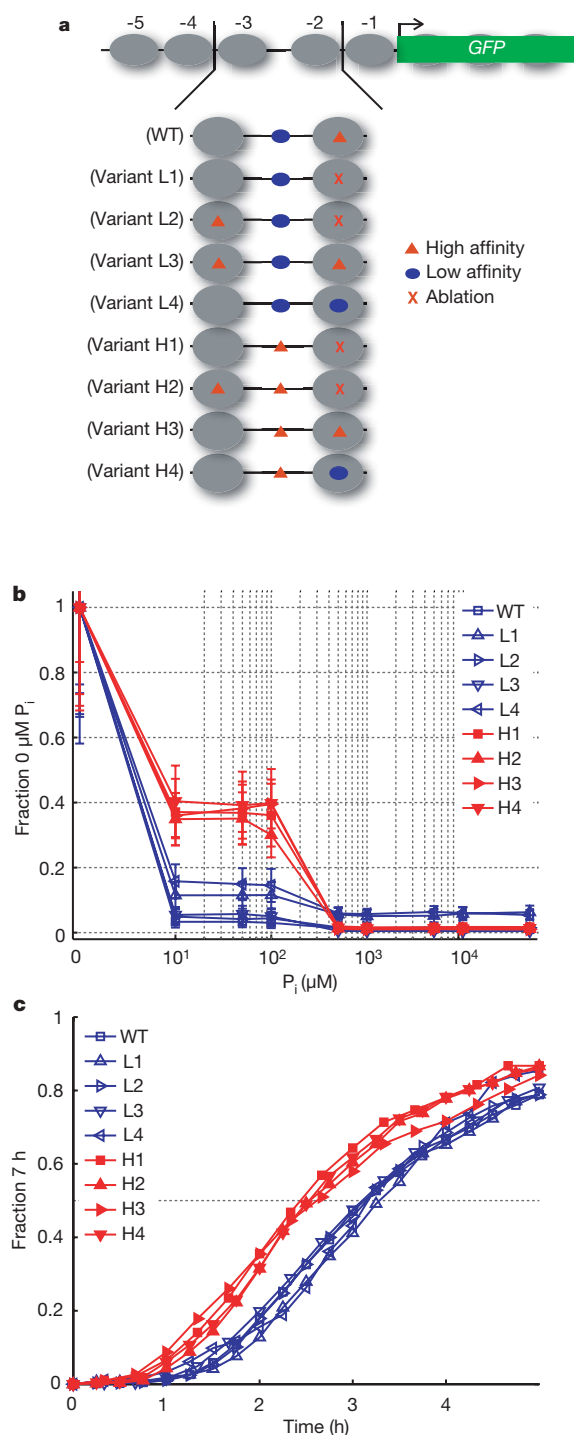 a
-5 -4 -3 -2 -1
GFP
(WT)
(Variant L1)
(Variant L2)
(Variant L3)
(Variant L4)
(Variant H1)
(Variant H2)
(Variant H3)
(Variant H4)
x
x
x
x
High affinity
Low affinity
x Ablation
b
Fraction 0 µM Pi
1
0.8
0.6
0.4
0.2
0
0 10¹ 10² 10³ 10⁴
Pi (µM)
WT
L1
L2
L3
L4
H1
H2
H3
H4
c
Fraction 7 h
1
0.8
0.6
0.4
0.2
0
0 1 2 3 4
Time (h)
WT
L1
L2
L3
L4
H1
H2
H3
H4